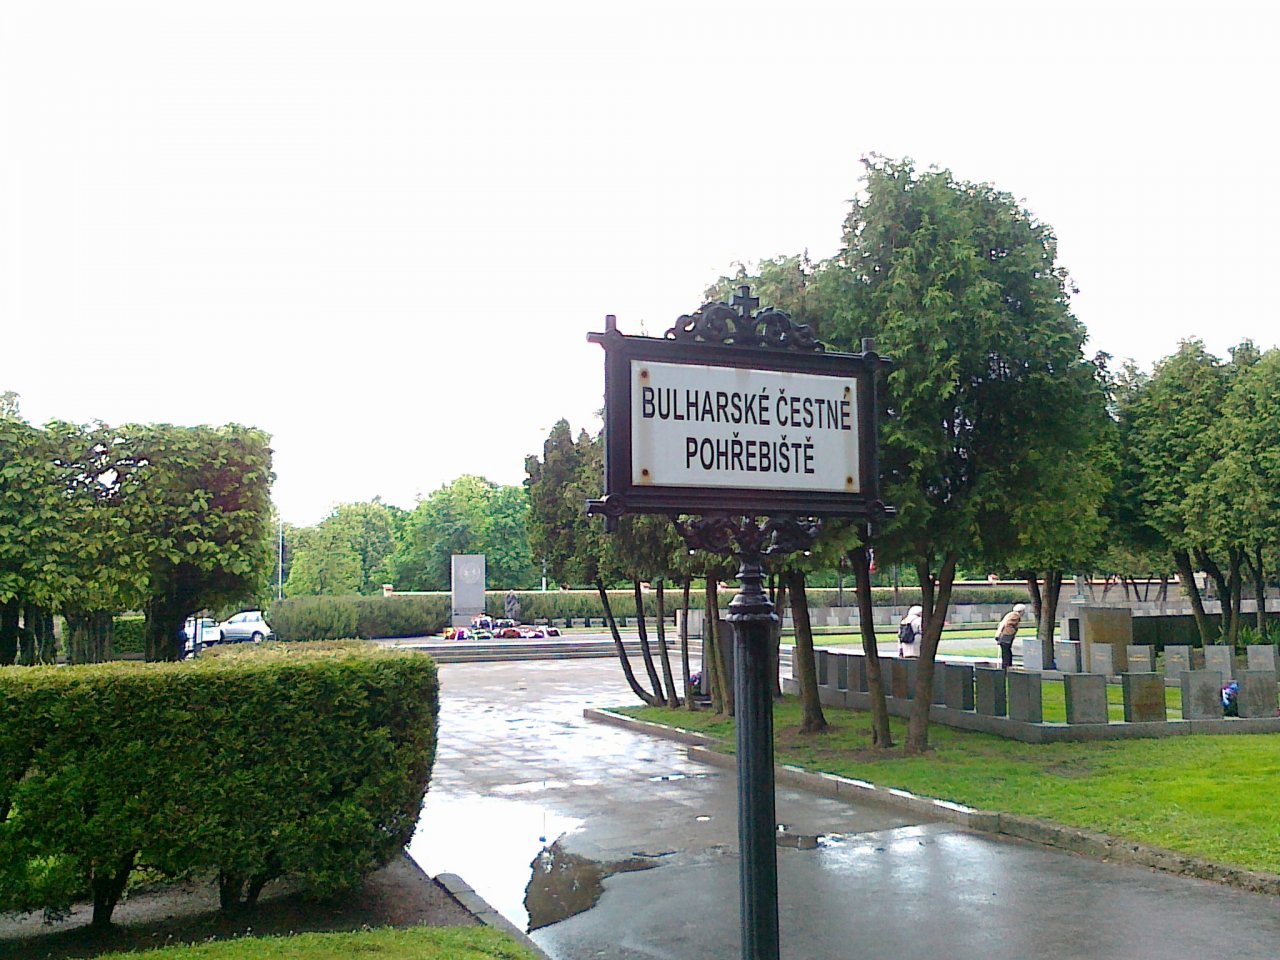 BULHARSKÉ ČESTNÉ
POHŘEBIŠTĚ